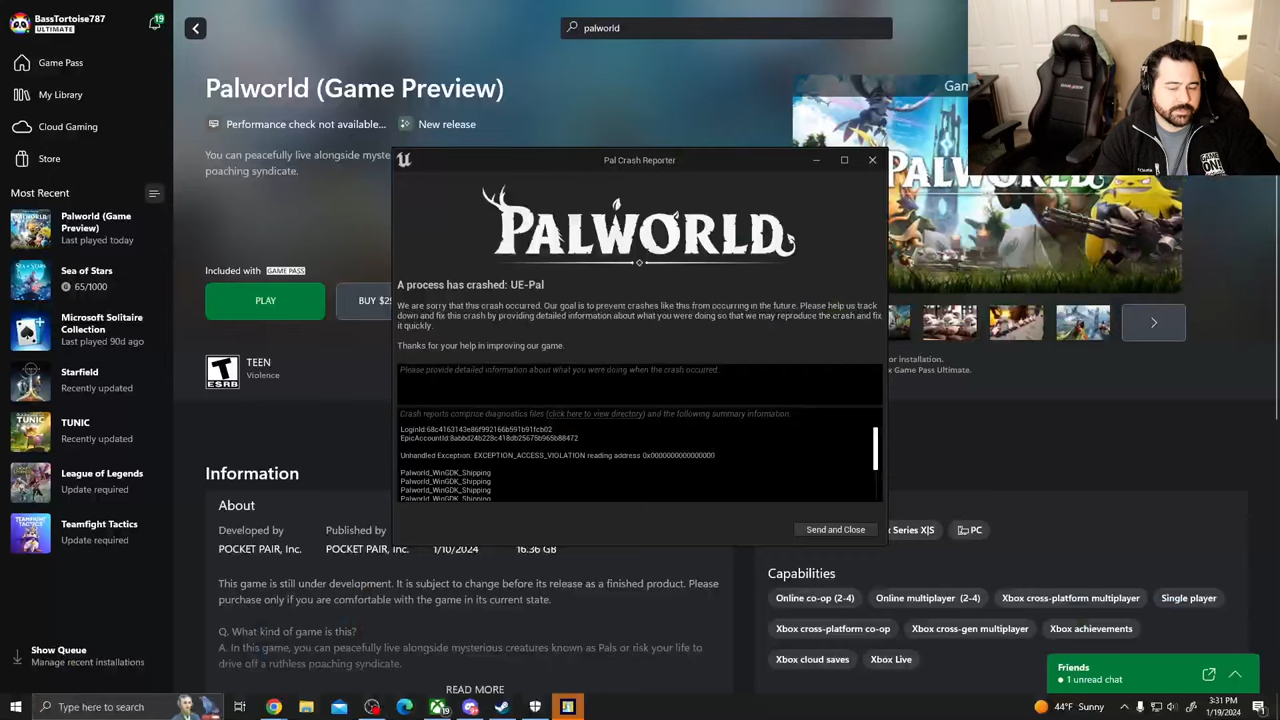 BassTortoise787
ULTIMATE
19
palworld
Game Pass
My Library
Cloud Gaming
Store
Most Recent
Palworld (Game
Preview)
Last played today
Sea of Stars
65/1000
Microsoft Solitaire
Collection
Last played 90d ago
Starfield
Recently updated
TUNIC
Recently updated
League of Legends
Update required
Teamfight Tactics
Update required
Show Queue
Manage recent installations
Palworld (Game Preview)
Performance check not available...
New release
You can peacefully live alongside myste
poaching syndicate.
Included with GAME PASS
PLAY
BUY $2
TEEN
ESRB
Violence
Gam
PALWORLD
Pal Crash Reporter
PALWORLD
A process has crashed: UE-Pal
We are sorry that this crash occurred. Our goal is to prevent crashes like this from occurring in the future. Please help us track
down and fix this crash by providing detailed information about what you were doing so that we may reproduce the crash and fix
it quickly.
Thanks for your help in improving our game.
Please provide detailed information about what you were doing when the crash occurred.
Crash reports comprise diagnostics files (click here to view directory) and the following summary information.
LoginId:68c4163143e86f992166b591b91fcb02
EpicAccountId:8abbd24b228c418db25675b965b88472
Unhandled Exception: EXCEPTION_ACCESS_VIOLATION reading address 0x0000000000000000
Palworld_WinGDK_Shipping
Palworld_WinGDK_Shipping
Palworld_WinGDK_Shipping
Palworld_WinGDK_Shipping
Send and Close
or installation.
x Game Pass Ultimate.
Information
About
Developed by
POCKET PAIR, Inc.
Published by
POCKET PAIR, Inc.
1/10/2024
16.36 GB
This game is still under development. It is subject to change before its release as a finished product. Please
purchase only if you are comfortable with the game in its current state.
Q. What kind of game is this?
A. In this game, you can peacefully live alongside mysterious creatures known as Pals or risk your life to
drive off a ruthless poaching syndicate.
READ MORE
x Series X|S
PC
Capabilities
Online co-op (2-4)
Online multiplayer (2-4)
Xbox cross-platform multiplayer
Single player
Xbox cross-platform co-op
Xbox cross-gen multiplayer
Xbox achievements
Xbox cloud saves
Xbox Live
Friends
1 unread chat
Type here to search
44°F Sunny
3:31 PM
1/19/2024